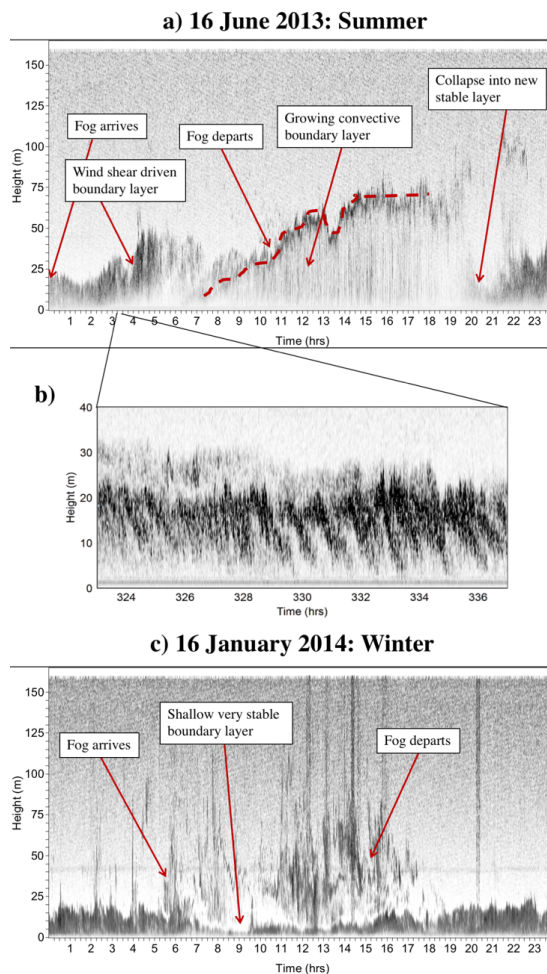 a) 16 June 2013: Summer
150
125
100
75
50
25
0
Height (m)
Fog arrives
Wind shear driven
boundary layer
Fog departs
Growing convective
boundary layer
Collapse into new
stable layer
1 2 3 4 5 6 7 8 9 10 11 12 13 14 15 16 17 18 19 20 21 22 23
Time (hrs)
b)
40
30
20
10
0
Height (m)
324 326 328 330 332 334 336
Time (hrs)
c) 16 January 2014: Winter
150
125
100
75
50
25
0
Height (m)
Fog arrives
Shallow very stable
boundary layer
Fog departs
1 2 3 4 5 6 7 8 9 10 11 12 13 14 15 16 17 18 19 20 21 22 23
Time (hrs)